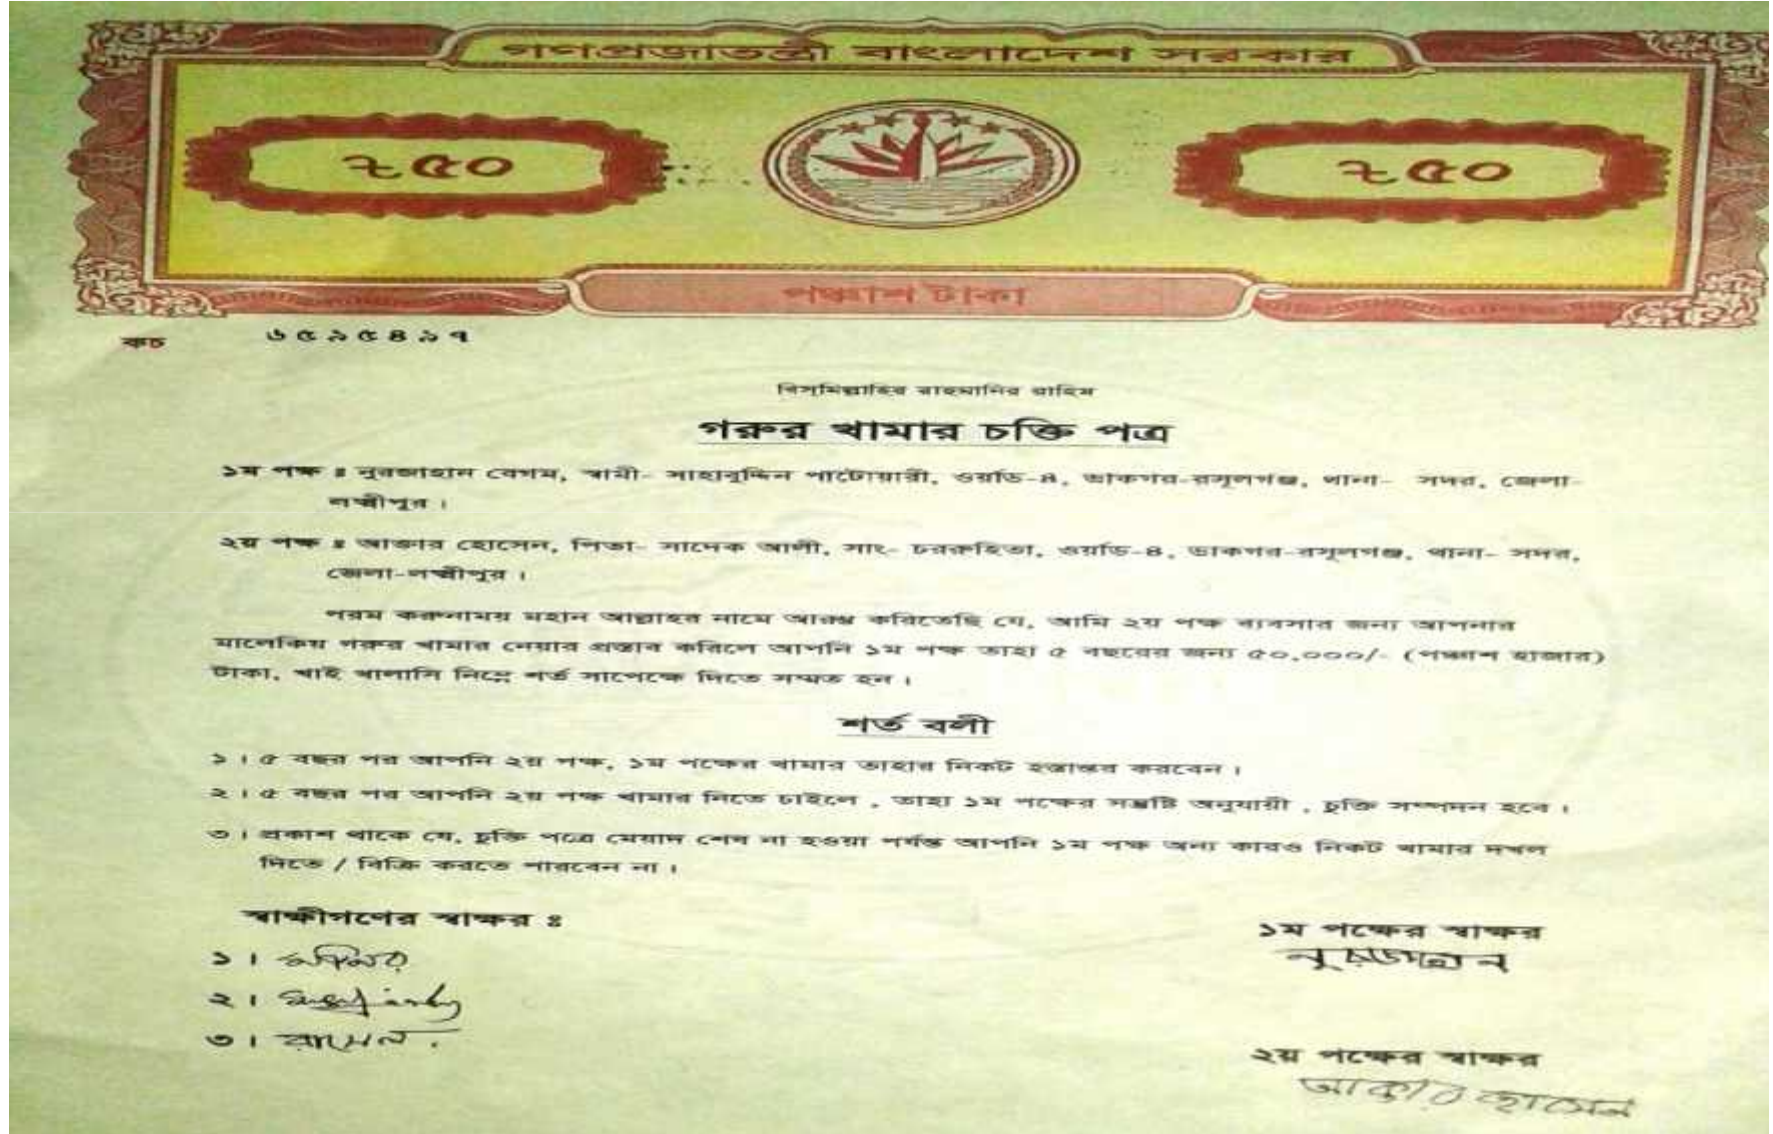 গণপ্রজাতন্ত্রী বাংলাদেশ সরকার
৳ ৫০
৳ ৫০
পঞ্চাশ টাকা
কচ ৬৫৯৫৪৯৭
বিস্‌মিল্লাহির রাহমানির রাহিম
গরুর খামার চক্তি পত্র
১ম পক্ষ ঃ নুরজাহান বেগম, স্বামী- সাহাবুদ্দিন পাটোয়ারী, ওয়ার্ড-৪, ডাকগর-রসূলগঞ্জ, থানা- সদর, জেলা-
লক্ষ্মীপুর।
২য় পক্ষ ঃ আক্তার হোসেন, পিতা- সাদেক আলী, সাং- চররুহিতা, ওয়ার্ড-৪, ডাকগর-রসূলগঞ্জ, থানা- সদর,
জেলা-লক্ষ্মীপুর।
পরম করুনাময় মহান আল্লাহর নামে আরম্ভ করিতেছি যে, আমি ২য় পক্ষ ব্যবসার জন্য আপনার
মালেকিয় গরুর খামার নেয়ার প্রস্তাব করিলে আপনি ১ম পক্ষ তাহা ৫ বছরের জন্য ৫০,০০০/- (পঞ্চাশ হাজার)
টাকা, খাই খালাসি নিম্নে শর্ত সাপেক্ষে দিতে সম্মত হন।
শর্ত বলী
১। ৫ বছর পর আপনি ২য় পক্ষ, ১ম পক্ষের খামার তাহার নিকট হস্তান্তর করবেন।
২। ৫ বছর পর আপনি ২য় পক্ষ খামার নিতে চাইলে , তাহা ১ম পক্ষের সন্তুষ্টি অনুযায়ী , চুক্তি সম্পদন হবে।
৩। প্রকাশ থাকে যে, চুক্তি পত্রে মেয়াদ শেষ না হওয়া পর্যন্ত আপনি ১ম পক্ষ অন্য কারও নিকট খামার দখল
দিতে / বিক্রি করতে পারবেন না।
স্বাক্ষীগণের স্বাক্ষর ঃ
১।
২।
৩। রাসেল.
১ম পক্ষের স্বাক্ষর
নুরজাহান
২য় পক্ষের স্বাক্ষর
আক্তার হোসেন